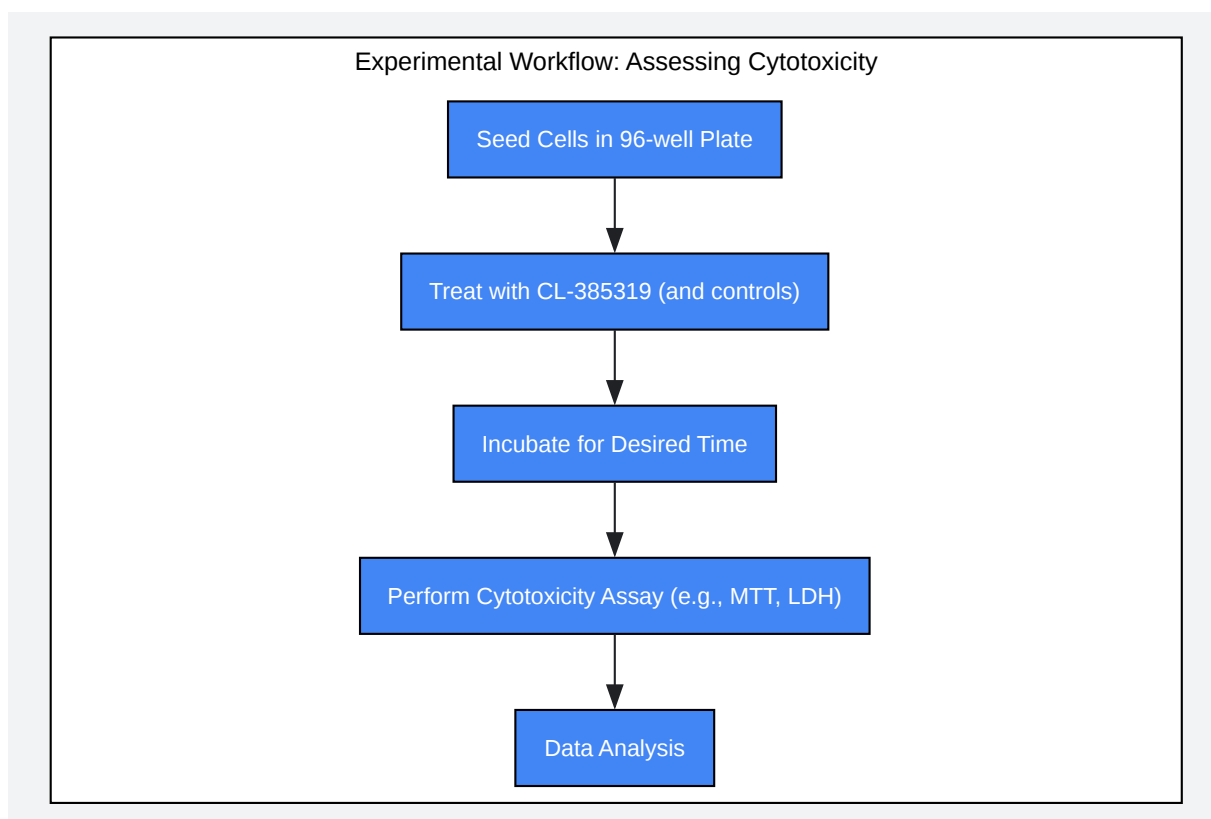 Experimental Workflow: Assessing Cytotoxicity
Seed Cells in 96-well Plate
Treat with CL-385319 (and controls)
Incubate for Desired Time
Perform Cytotoxicity Assay (e.g., MTT, LDH)
Data Analysis